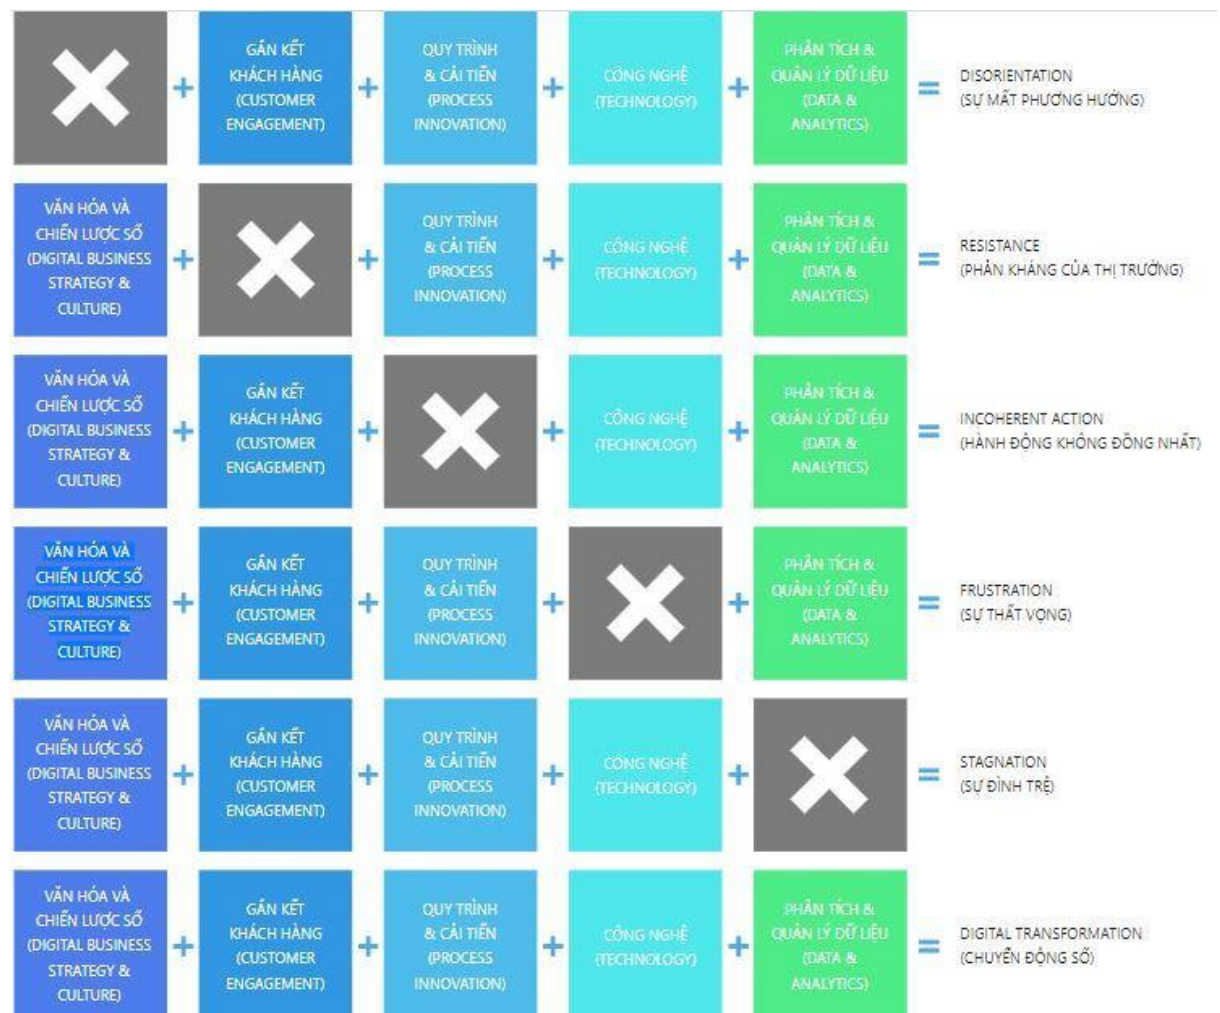 GẮN KẾT
KHÁCH HÀNG
(CUSTOMER
ENGAGEMENT)
QUY TRÌNH
& CẢI TIẾN
(PROCESS
INNOVATION)
CÔNG NGHỆ
(TECHNOLOGY)
PHÂN TÍCH &
QUẢN LÝ DỮ LIỆU
(DATA &
ANALYTICS)
DISORIENTATION
(SỰ MẤT PHƯƠNG HƯỚNG)
VĂN HÓA VÀ
CHIẾN LƯỢC SỐ
(DIGITAL BUSINESS
STRATEGY &
CULTURE)
QUY TRÌNH
& CẢI TIẾN
(PROCESS
INNOVATION)
CÔNG NGHỆ
(TECHNOLOGY)
PHÂN TÍCH &
QUẢN LÝ DỮ LIỆU
(DATA &
ANALYTICS)
RESISTANCE
(PHẢN KHÁNG CỦA THỊ TRƯỜNG)
VĂN HÓA VÀ
CHIẾN LƯỢC SỐ
(DIGITAL BUSINESS
STRATEGY &
CULTURE)
GẮN KẾT
KHÁCH HÀNG
(CUSTOMER
ENGAGEMENT)
CÔNG NGHỆ
(TECHNOLOGY)
PHÂN TÍCH &
QUẢN LÝ DỮ LIỆU
(DATA &
ANALYTICS)
INCOHERENT ACTION
(HÀNH ĐỘNG KHÔNG ĐỒNG NHẤT)
VĂN HÓA VÀ
CHIẾN LƯỢC SỐ
(DIGITAL BUSINESS
STRATEGY &
CULTURE)
GẮN KẾT
KHÁCH HÀNG
(CUSTOMER
ENGAGEMENT)
QUY TRÌNH
& CẢI TIẾN
(PROCESS
INNOVATION)
PHÂN TÍCH &
QUẢN LÝ DỮ LIỆU
(DATA &
ANALYTICS)
FRUSTRATION
(SỰ THẤT VỌNG)
VĂN HÓA VÀ
CHIẾN LƯỢC SỐ
(DIGITAL BUSINESS
STRATEGY &
CULTURE)
GẮN KẾT
KHÁCH HÀNG
(CUSTOMER
ENGAGEMENT)
QUY TRÌNH
& CẢI TIẾN
(PROCESS
INNOVATION)
CÔNG NGHỆ
(TECHNOLOGY)
STAGNATION
(SỰ ĐÌNH TRỆ)
VĂN HÓA VÀ
CHIẾN LƯỢC SỐ
(DIGITAL BUSINESS
STRATEGY &
CULTURE)
GẮN KẾT
KHÁCH HÀNG
(CUSTOMER
ENGAGEMENT)
QUY TRÌNH
& CẢI TIẾN
(PROCESS
INNOVATION)
CÔNG NGHỆ
(TECHNOLOGY)
PHÂN TÍCH &
QUẢN LÝ DỮ LIỆU
(DATA &
ANALYTICS)
DIGITAL TRANSFORMATION
(CHUYỂN ĐỘNG SỐ)